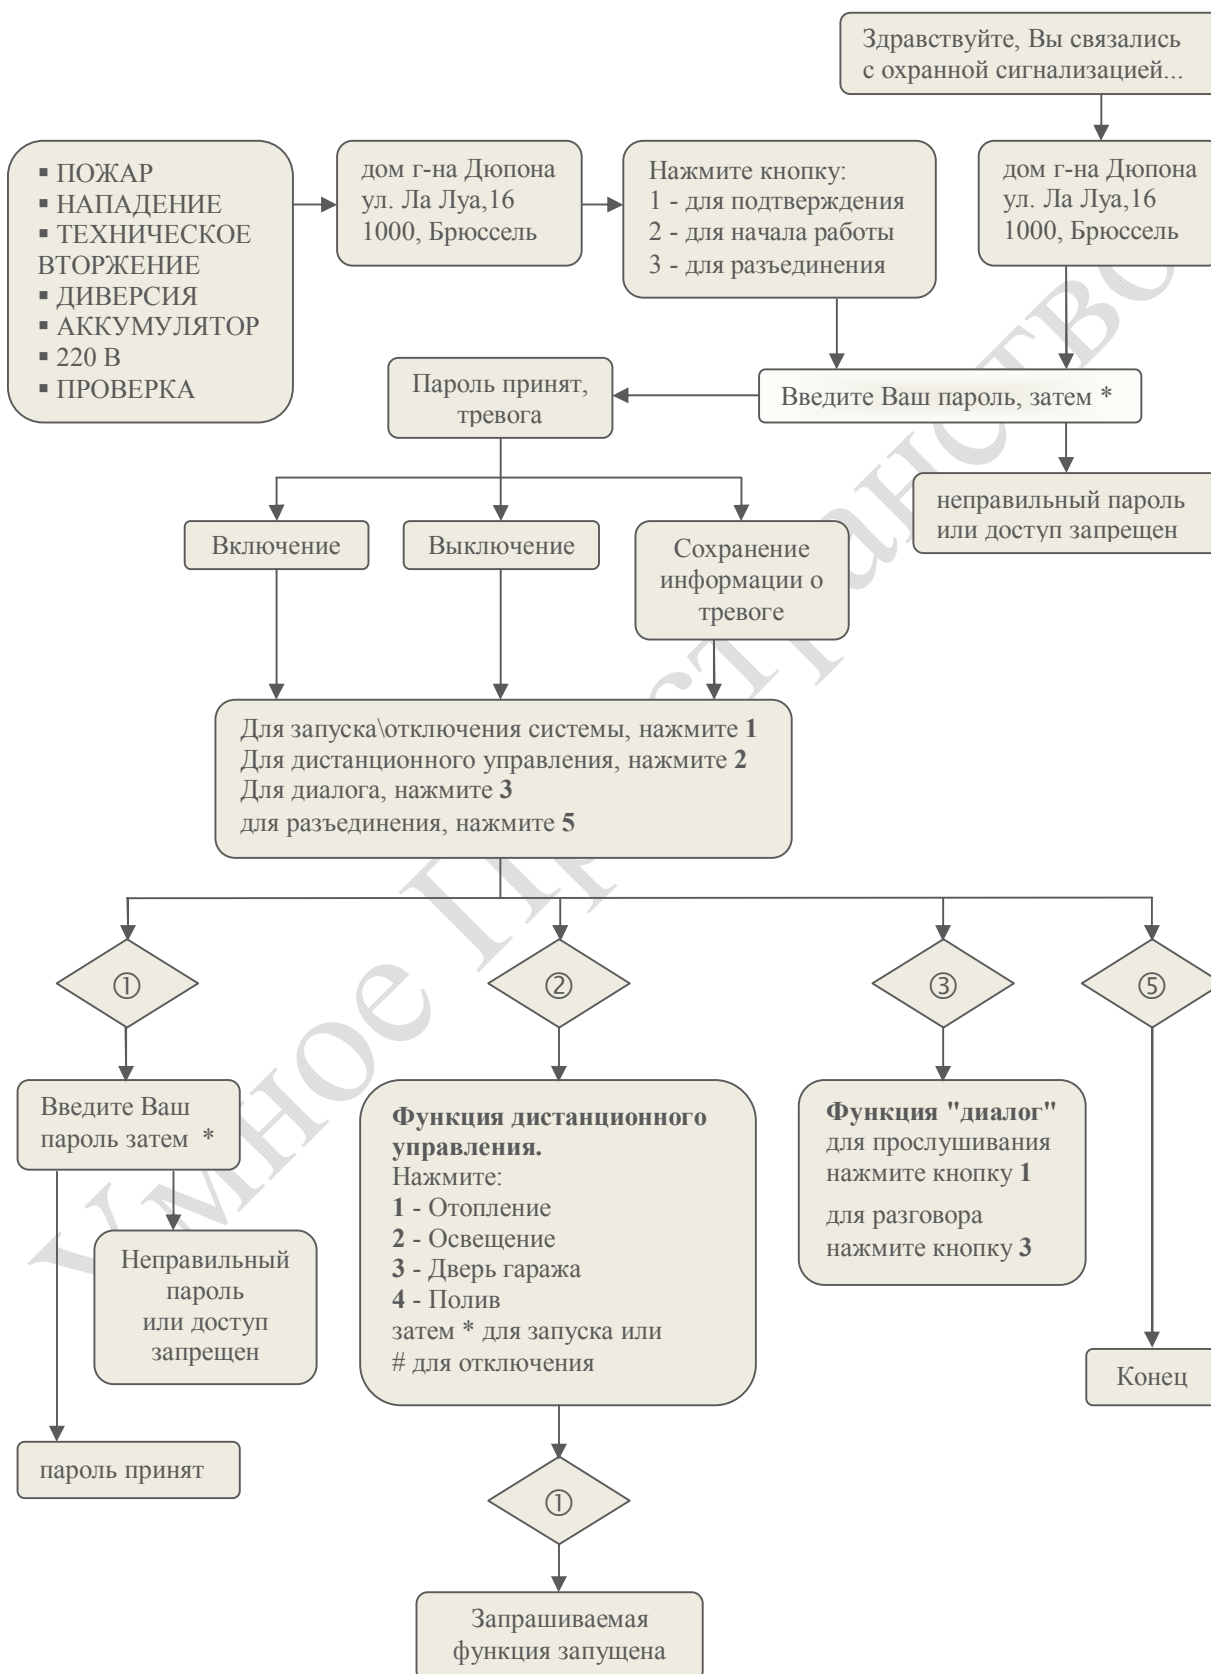 Здравствуйте, Вы связались
с охранной сигнализацией...
▪ ПОЖАР
▪ НАПАДЕНИЕ
▪ ТЕХНИЧЕСКОЕ
ВТОРЖЕНИЕ
▪ ДИВЕРСИЯ
▪ АККУМУЛЯТОР
▪ 220 В
▪ ПРОВЕРКА
дом г-на Дюпона
ул. Ла Луа,16
1000, Брюссель
Нажмите кнопку:
1 - для подтверждения
2 - для начала работы
3 - для разъединения
дом г-на Дюпона
ул. Ла Луа,16
1000, Брюссель
Пароль принят,
тревога
Введите Ваш пароль, затем *
неправильный пароль
или доступ запрещен
Включение
Выключение
Сохранение
информации о
тревоге
Для запуска\отключения системы, нажмите 1
Для дистанционного управления, нажмите 2
Для диалога, нажмите 3
для разъединения, нажмите 5
①
②
③
⑤
Введите Ваш
пароль затем *
Неправильный
пароль
или доступ
запрещен
пароль принят
Функция дистанционного
управления.
Нажмите:
1 - Отопление
2 - Освещение
3 - Дверь гаража
4 - Полив
затем * для запуска или
# для отключения
Функция "диалог"
для прослушивания
нажмите кнопку 1
для разговора
нажмите кнопку 3
Конец
①
Запрашиваемая
функция запущена
Умное Пространство